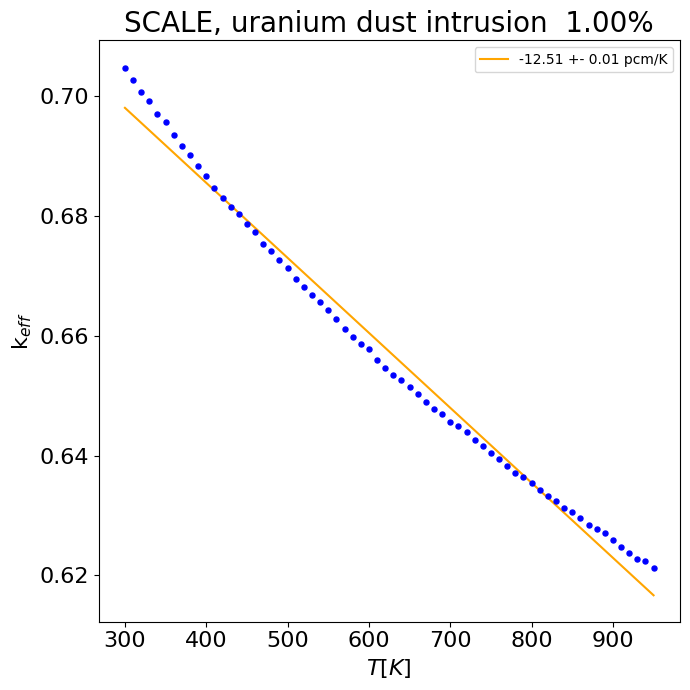 SCALE, uranium dust intrusion  1.00%
-12.51 +- 0.01 pcm/K
0.70
0.68
0.66
0.64
0.62
k_eff
300 400 500 600 700 800 900
T[K]